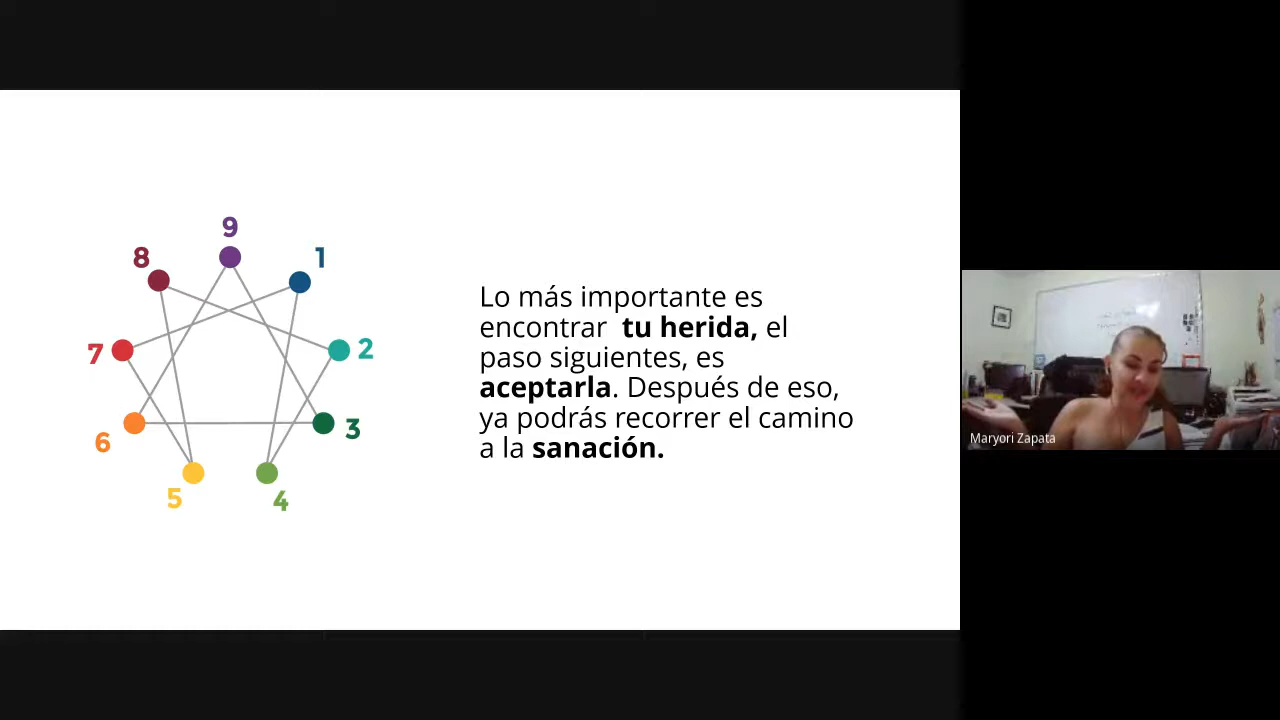 9
8
1
7
2
6
3
5
4
Lo más importante es
encontrar tu herida, el
paso siguientes, es
aceptarla. Después de eso,
ya podrás recorrer el camino
a la sanación.
Maryori Zapata